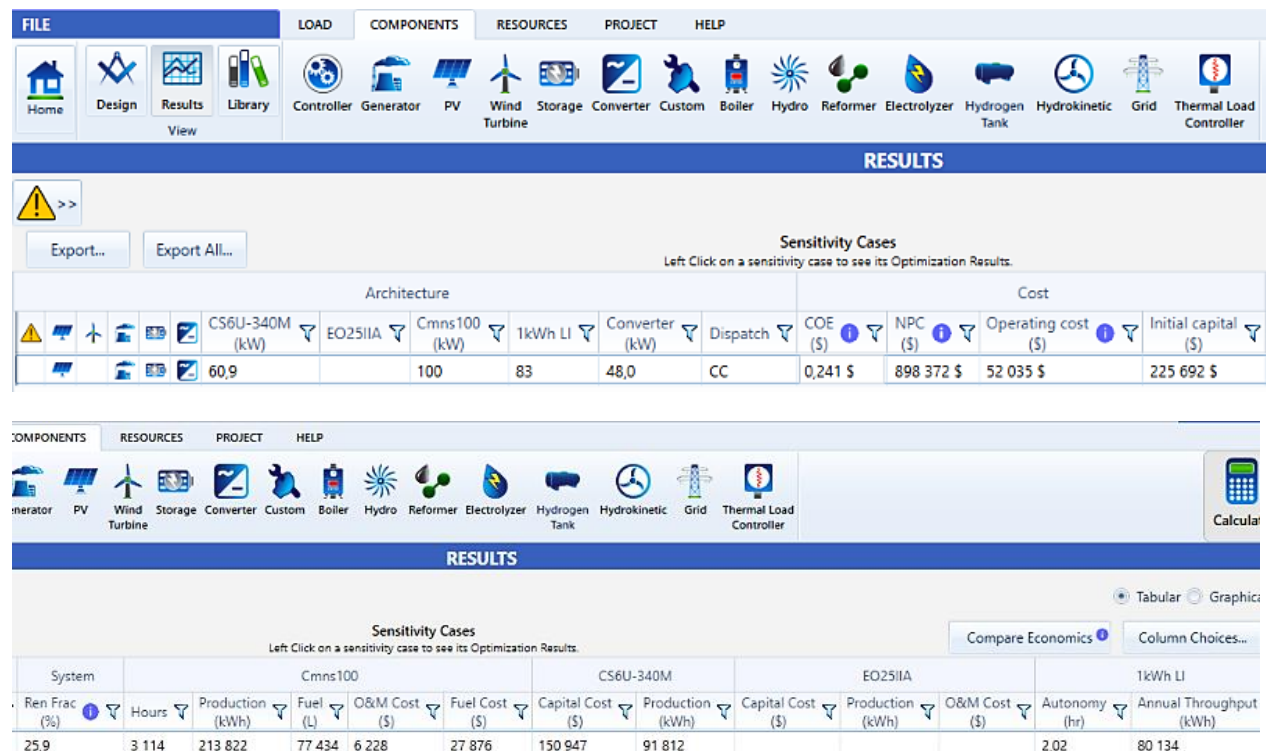 FILE LOAD COMPONENTS RESOURCES PROJECT HELP
Home Design Results Library Controller Generator PV Wind Storage Converter Custom Boiler Hydro Reformer Electrolyzer Hydrogen Hydrokinetic Grid Thermal Load
Turbine Tank Controller
View
RESULTS
>>
Export... Export All...
Sensitivity Cases
Left Click on a sensitivity case to see its Optimization Results.
Architecture Cost
CS6U-340M (kW) EO25IIA Cmns100 (kW) 1kWh LI Converter (kW) Dispatch COE ($) NPC ($) Operating cost ($) Initial capital ($)
60,9 100 83 48,0 CC 0,241 $ 898 372 $ 52 035 $ 225 692 $
COMPONENTS RESOURCES PROJECT HELP
nerator PV Wind Storage Converter Custom Boiler Hydro Reformer Electrolyzer Hydrogen Hydrokinetic Grid Thermal Load
Turbine Tank Controller
Calculat
RESULTS
Tabular Graphica
Sensitivity Cases
Left Click on a sensitivity case to see its Optimization Results.
Compare Economics Column Choices...
System Cmns100 CS6U-340M EO25IIA 1kWh LI
Ren Frac (%) Hours Production (kWh) Fuel (L) O&M Cost ($) Fuel Cost ($) Capital Cost ($) Production (kWh) Capital Cost ($) Production (kWh) O&M Cost ($) Autonomy (hr) Annual Throughput (kWh)
25.9 3 114 213 822 77 434 6 228 27 876 150 947 91 812 2.02 80 134